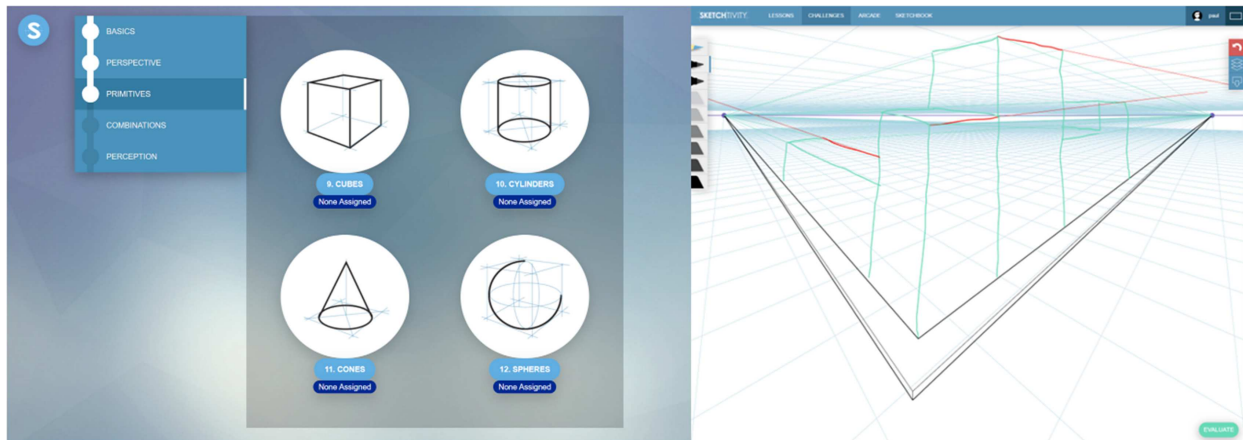 S
BASICS
PERSPECTIVE
PRIMITIVES
COMBINATIONS
PERCEPTION
9. CUBES
None Assigned
10. CYLINDERS
None Assigned
11. CONES
None Assigned
12. SPHERES
None Assigned
SKETCHTIVITY
LESSONS
CHALLENGES
ARCADE
SKETCHBOOK
paul
EVALUATE